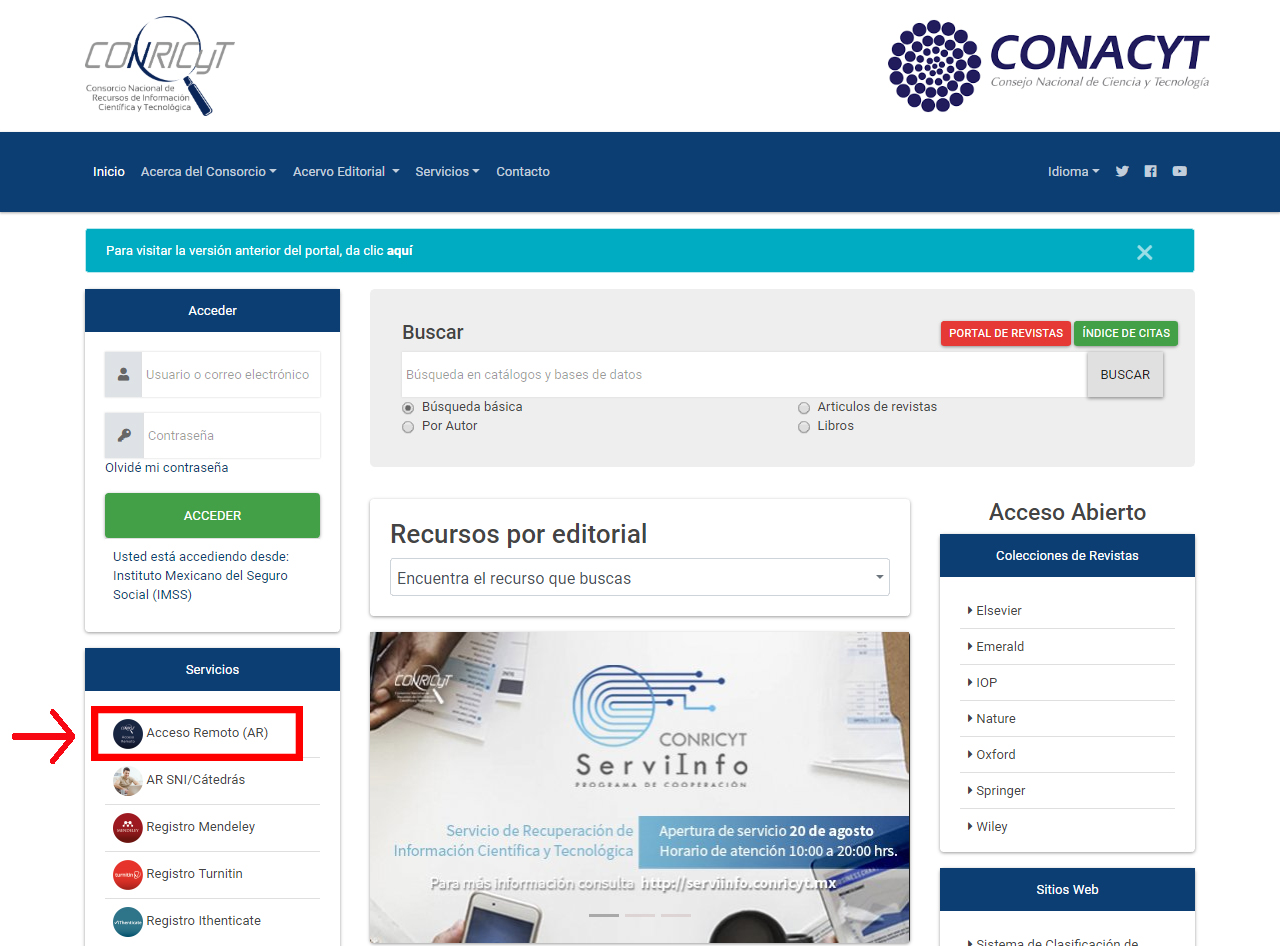 CONRICyT
Consorcio Nacional de
Recursos de Información
Científica y Tecnológica
CONACYT
Consejo Nacional de Ciencia y Tecnología
Inicio
Acerca del Consorcio
Acervo Editorial
Servicios
Contacto
Idioma
Para visitar la versión anterior del portal, da clic aquí
Acceder
Usuario o correo electrónico
Contraseña
Olvidé mi contraseña
ACCEDER
Usted está accediendo desde:
Instituto Mexicano del Seguro
Social (IMSS)
Servicios
Acceso Remoto (AR)
AR SNI/Cátedrás
MENDELEY
Registro Mendeley
turnitin
Registro Turnitin
iThenticate
Registro Ithenticate
Buscar
PORTAL DE REVISTAS
ÍNDICE DE CITAS
Búsqueda en catálogos y bases de datos
BUSCAR
Búsqueda básica
Articulos de revistas
Por Autor
Libros
Recursos por editorial
Encuentra el recurso que buscas
CONRICyT
CONRICYT
ServiInfo
PROGRAMA DE COOPERACIÓN
Servicio de Recuperación de
Información Científica y Tecnológica
Apertura de servicio 20 de agosto
Horario de atención 10:00 a 20:00 hrs.
Para más información consulta http://serviinfo.conricyt.mx
Acceso Abierto
Colecciones de Revistas
Elsevier
Emerald
IOP
Nature
Oxford
Springer
Wiley
Sitios Web
Sistema de Clasificación de